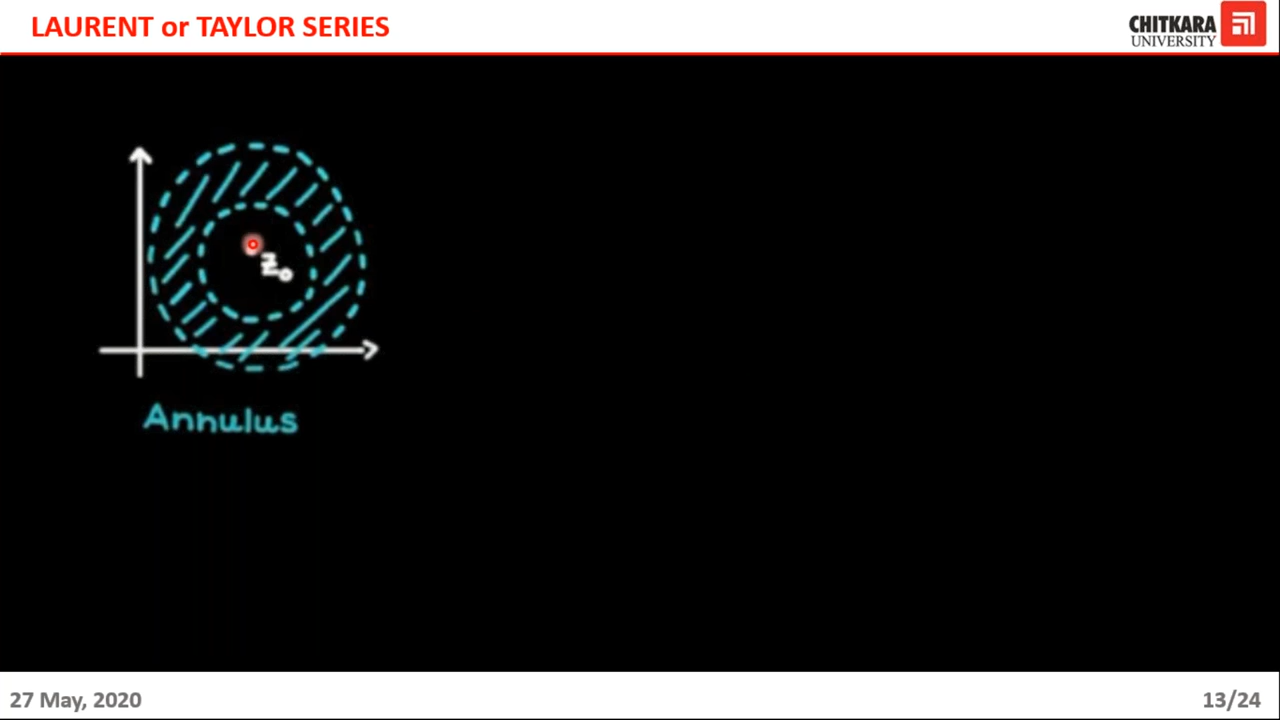 LAURENT or TAYLOR SERIES
CHITKARA
UNIVERSITY
z₀
Annulus
27 May, 2020
13/24